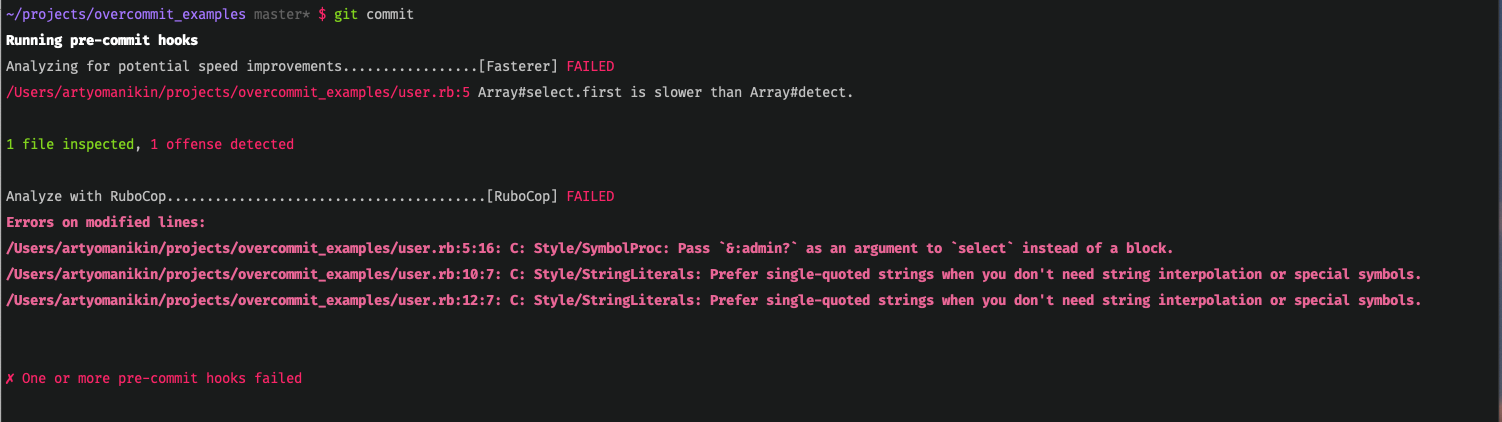 ~/projects/overcommit_examples master* $ git commit
Running pre-commit hooks
Analyzing for potential speed improvements.................[Fasterer] FAILED
/Users/artyomanikin/projects/overcommit_examples/user.rb:5 Array#select.first is slower than Array#detect.
1 file inspected, 1 offense detected
Analyze with RuboCop........................................[RuboCop] FAILED
Errors on modified lines:
/Users/artyomanikin/projects/overcommit_examples/user.rb:5:16: C: Style/SymbolProc: Pass `&:admin?` as an argument to `select` instead of a block.
/Users/artyomanikin/projects/overcommit_examples/user.rb:10:7: C: Style/StringLiterals: Prefer single-quoted strings when you don't need string interpolation or special symbols.
/Users/artyomanikin/projects/overcommit_examples/user.rb:12:7: C: Style/StringLiterals: Prefer single-quoted strings when you don't need string interpolation or special symbols.
✗ One or more pre-commit hooks failed